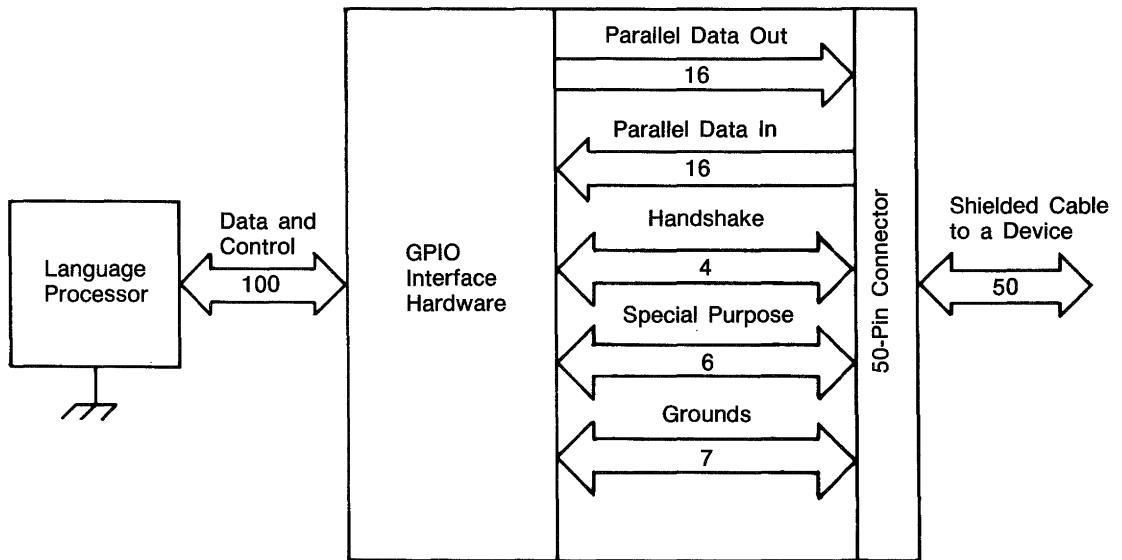 Parallel Data Out
16
Parallel Data In
16
Language
Processor
Data and
Control
100
GPIO
Interface
Hardware
Handshake
4
Special Purpose
6
Grounds
7
50-Pin Connector
Shielded Cable
to a Device
50